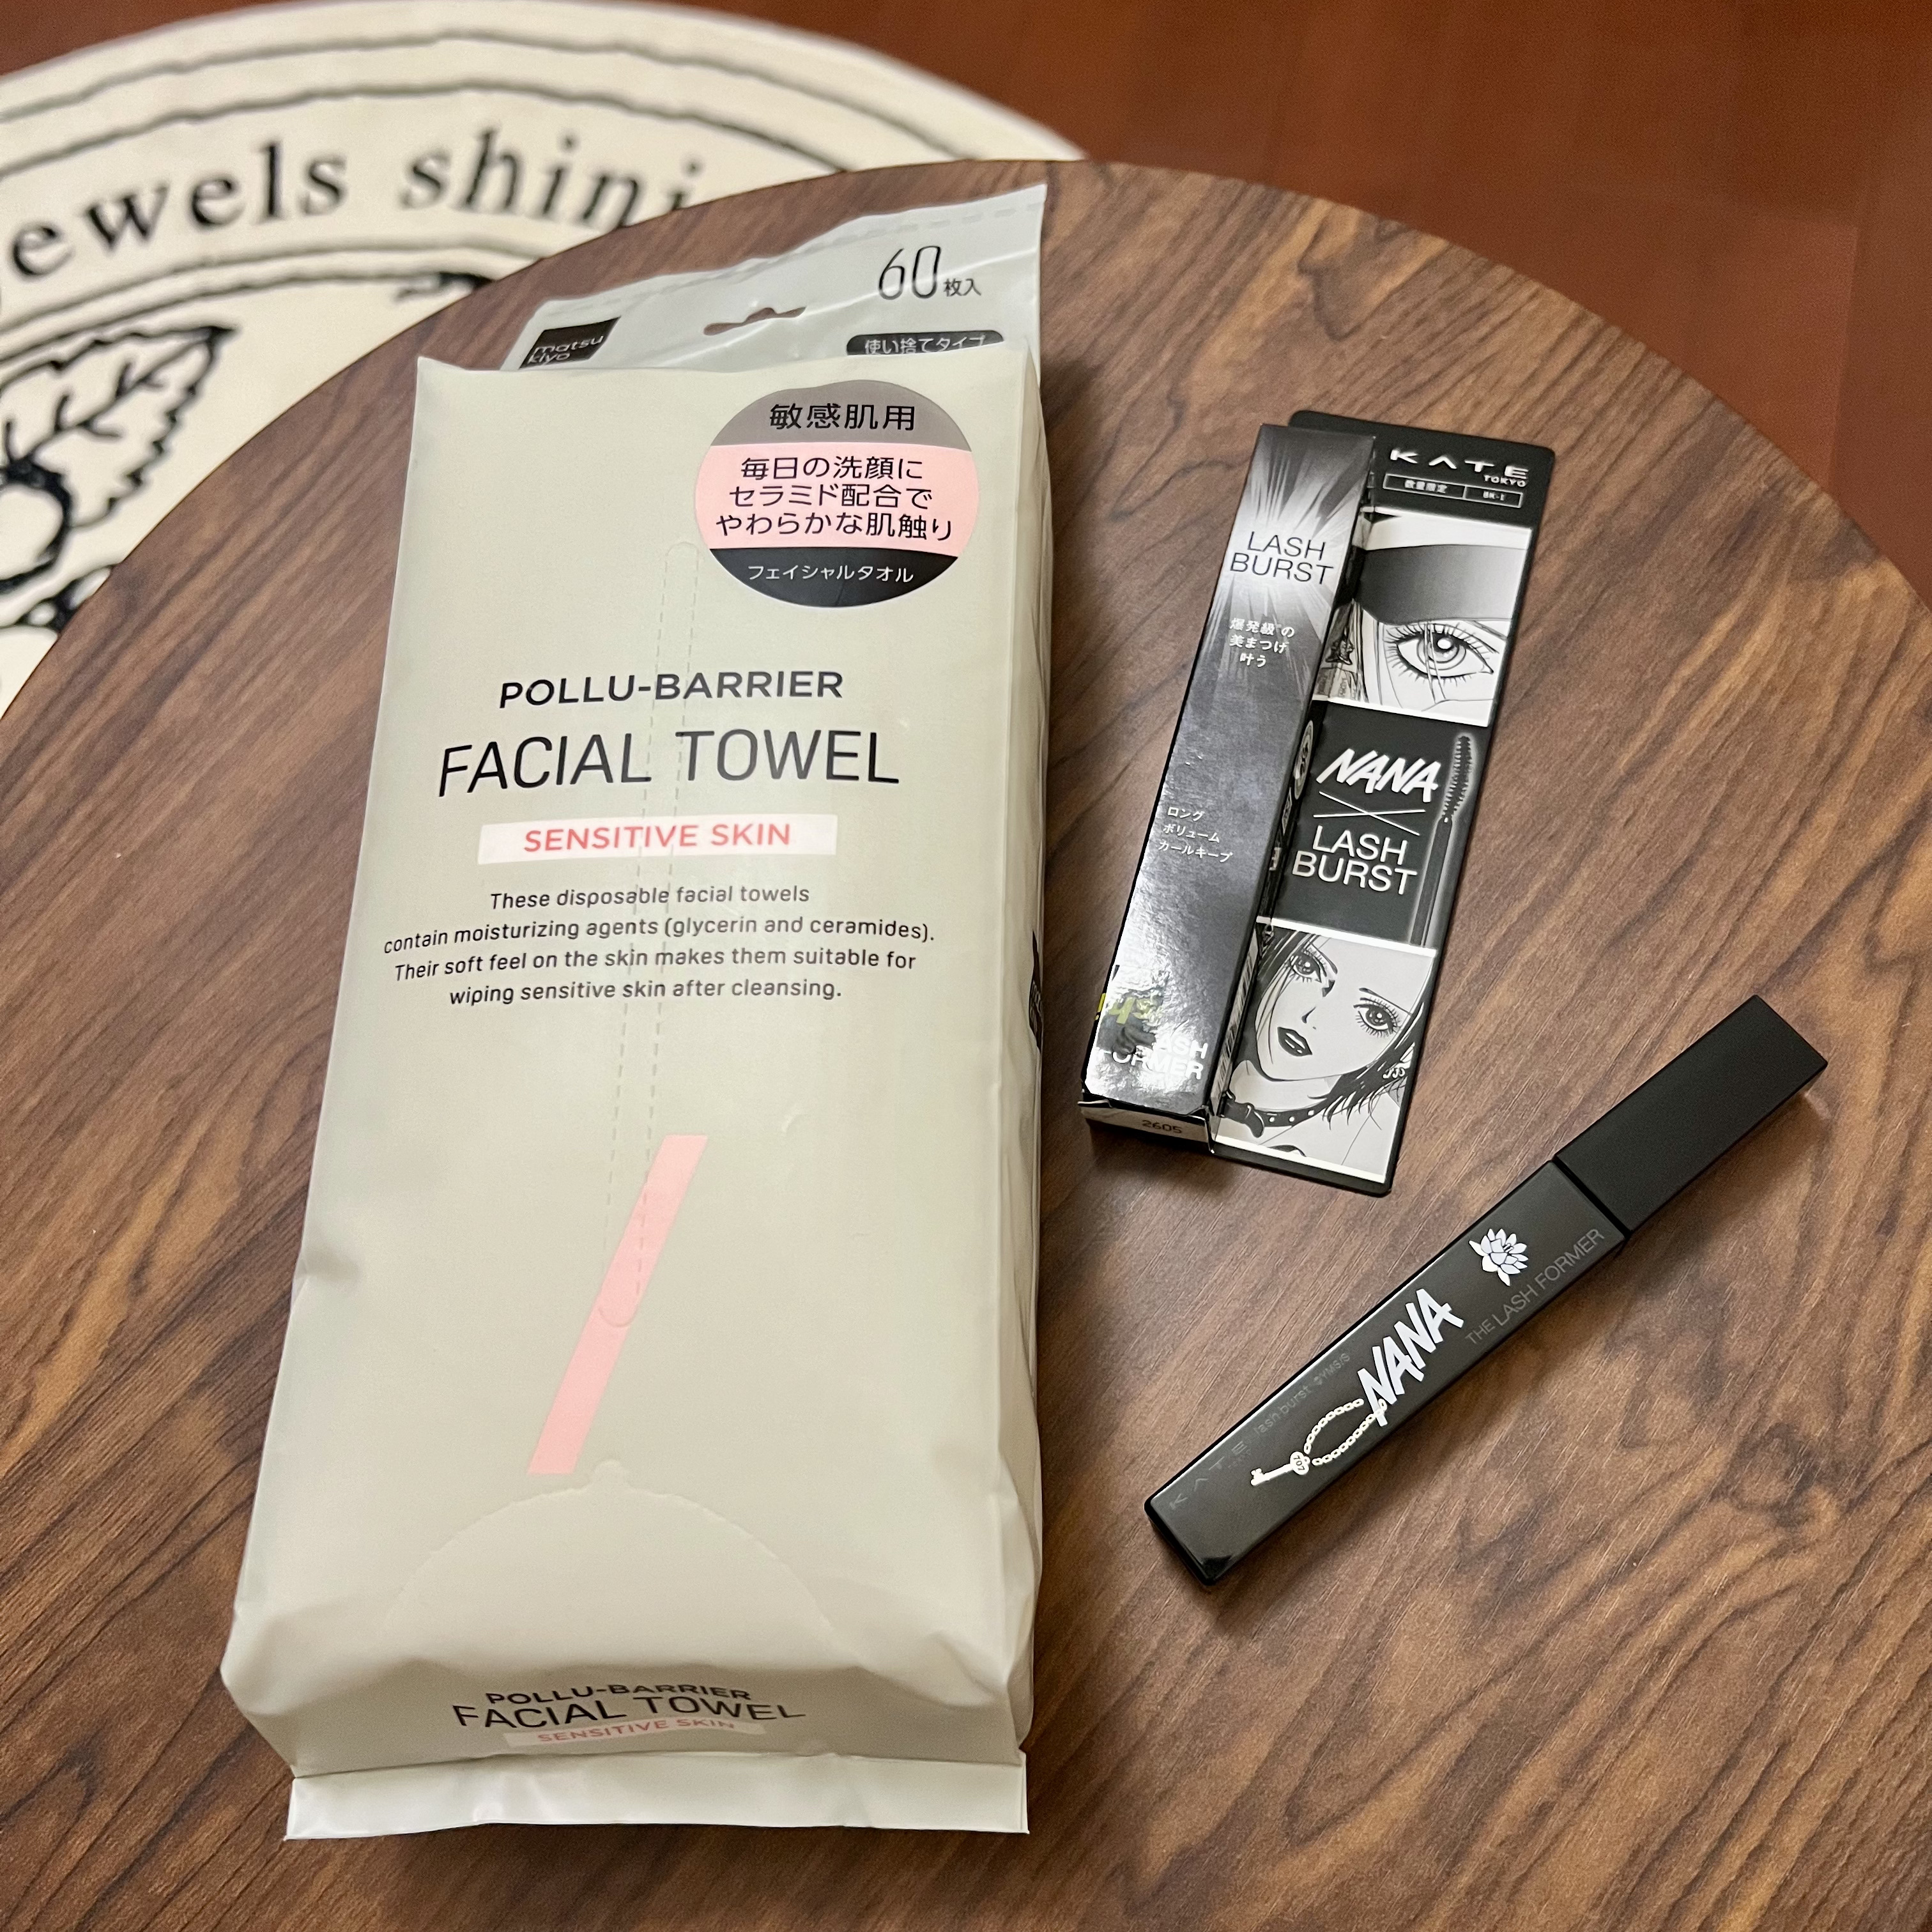 ewels shini
60枚入
matsu
kiyo
使い捨てタイプ
敏感肌用
毎日の洗顔に
セラミド配合で
やわらかな肌触り
フェイシャルタオル
POLLU-BARRIER
FACIAL TOWEL
SENSITIVE SKIN
These disposable facial towels
contain moisturizing agents (glycerin and ceramides).
Their soft feel on the skin makes them suitable for
wiping sensitive skin after cleansing.
POLLU-BARRIER
FACIAL TOWEL
SENSITIVE SKIN
KATE
TOKYO
数量限定 BK-1
LASH
BURST
爆発級の
美まつげ
叶う
ロング
ボリューム
カールキープ
2605
NANA
LASH
BURST
NANA
THE LASH FORMER
KATE
lash burst
707